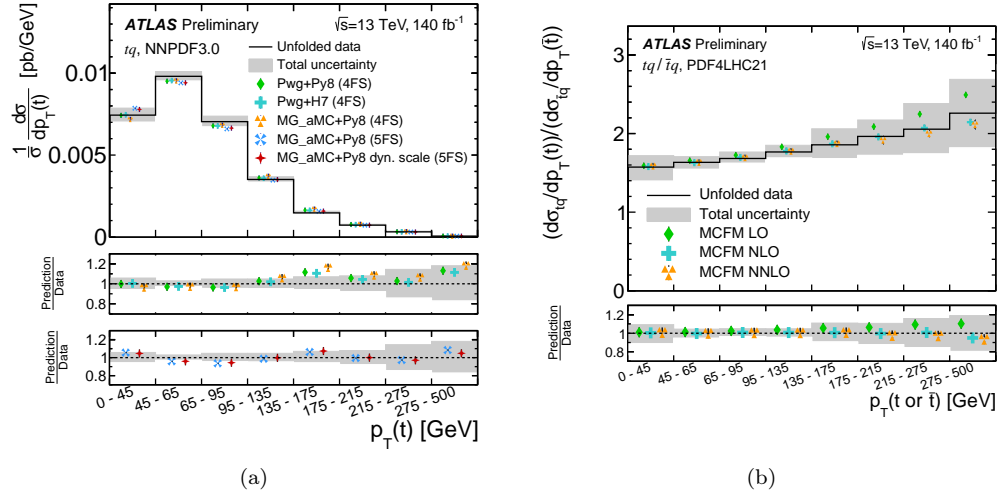 ATLAS Preliminary
√s=13 TeV, 140 fb⁻¹
tq, NNPDF3.0
Unfolded data
Total uncertainty
Pwg+Py8 (4FS)
Pwg+H7 (4FS)
MG_aMC+Py8 (4FS)
MG_aMC+Py8 (5FS)
MG_aMC+Py8 dyn. scale (5FS)
1/σ dσ/dp_T(t) [pb/GeV]
0.01
0.005
0
Prediction/Data
1.2
1
0.8
Prediction/Data
1.2
1
0.8
0 - 45
45 - 65
65 - 95
95 - 135
135 - 175
175 - 215
215 - 275
275 - 500
p_T(t) [GeV]
(a)
ATLAS Preliminary
√s=13 TeV, 140 fb⁻¹
tq / t̄q, PDF4LHC21
(dσ_tq/dp_T(t))/(dσ_t̄q/dp_T(t̄))
3
2
1
0
Unfolded data
Total uncertainty
MCFM LO
MCFM NLO
MCFM NNLO
Prediction/Data
1.2
1
0.8
0 - 45
45 - 65
65 - 95
95 - 135
135 - 175
175 - 215
215 - 275
275 - 500
p_T(t or t̄) [GeV]
(b)